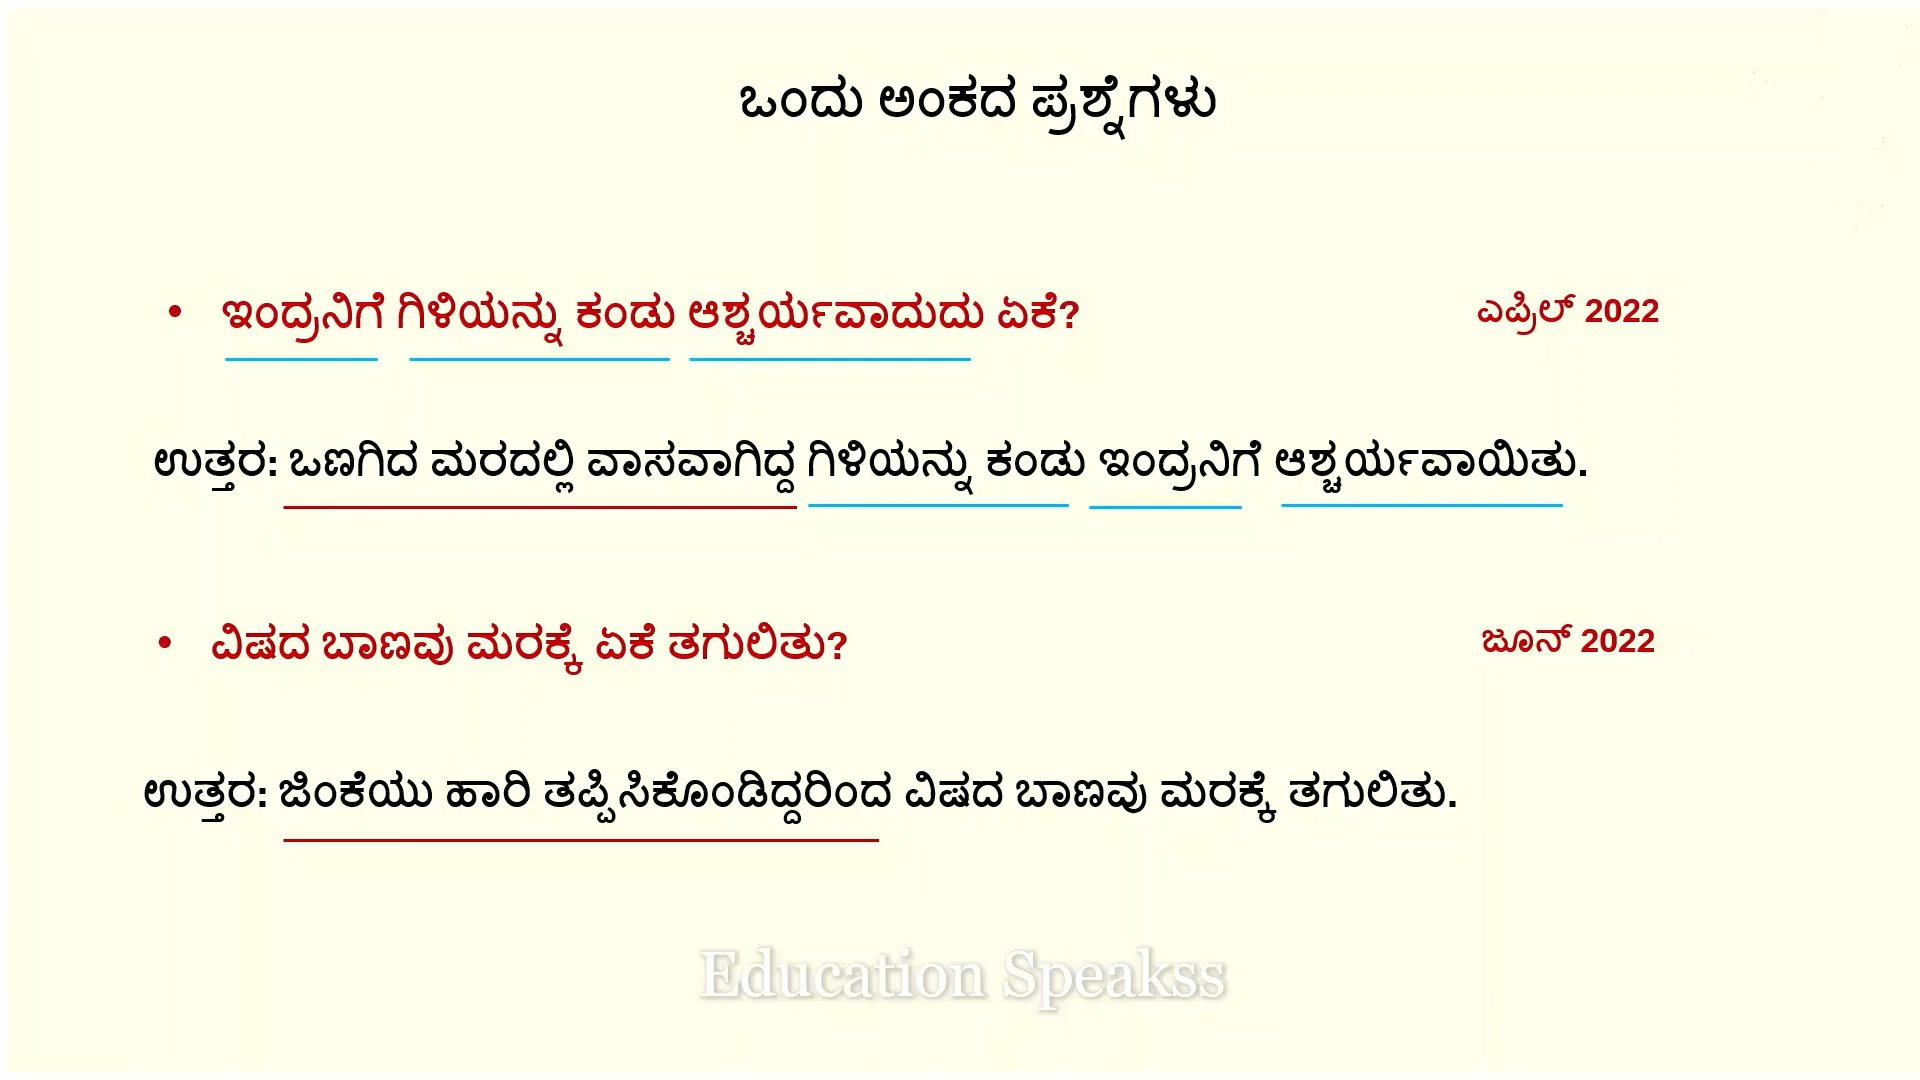 ಒಂದು ಅಂಕದ ಪ್ರಶ್ನೆಗಳು
• ಇಂದ್ರನಿಗೆ ಗಿಳಿಯನ್ನು ಕಂಡು ಆಶ್ಚರ್ಯವಾದುದು ಏಕೆ? ಎಪ್ರಿಲ್ 2022
ಉತ್ತರ: ಒಣಗಿದ ಮರದಲ್ಲಿ ವಾಸವಾಗಿದ್ದ ಗಿಳಿಯನ್ನು ಕಂಡು ಇಂದ್ರನಿಗೆ ಆಶ್ಚರ್ಯವಾಯಿತು.
• ವಿಷದ ಬಾಣವು ಮರಕ್ಕೆ ಏಕೆ ತಗುಲಿತು? ಜೂನ್ 2022
ಉತ್ತರ: ಜಿಂಕೆಯು ಹಾರಿ ತಪ್ಪಿಸಿಕೊಂಡಿದ್ದರಿಂದ ವಿಷದ ಬಾಣವು ಮರಕ್ಕೆ ತಗುಲಿತು.
Education Speakss